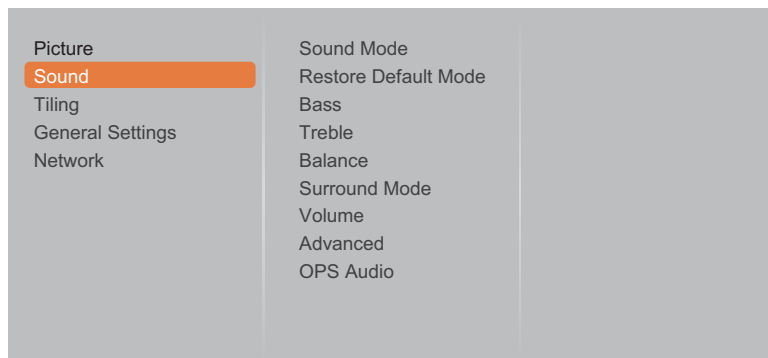 Picture
Sound
Tiling
General Settings
Network
Sound Mode
Restore Default Mode
Bass
Treble
Balance
Surround Mode
Volume
Advanced
OPS Audio